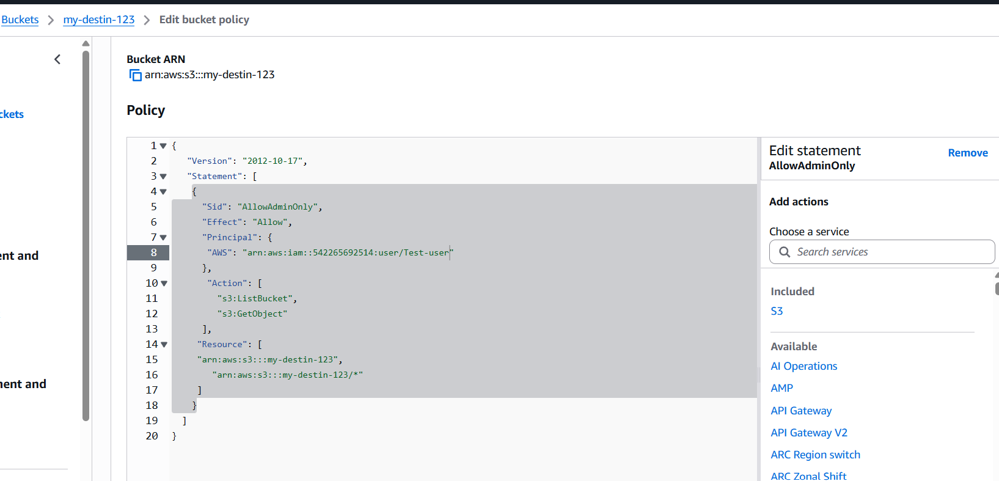 Buckets > my-destin-123 > Edit bucket policy
ckets
ent and
nent and
Bucket ARN
arn:aws:s3:::my-destin-123
Policy
1 {
2 "Version": "2012-10-17",
3 "Statement": [
4 {
5 "Sid": "AllowAdminOnly",
6 "Effect": "Allow",
7 "Principal": {
8 "AWS": "arn:aws:iam::542265692514:user/Test-user"
9 },
10 "Action": [
11 "s3:ListBucket",
12 "s3:GetObject"
13 ],
14 "Resource": [
15 "arn:aws:s3:::my-destin-123",
16 "arn:aws:s3:::my-destin-123/*"
17 ]
18 }
19 ]
20 }
Edit statement
Remove
AllowAdminOnly
Add actions
Choose a service
Search services
Included
S3
Available
AI Operations
AMP
API Gateway
API Gateway V2
ARC Region switch
ARC Zonal Shift